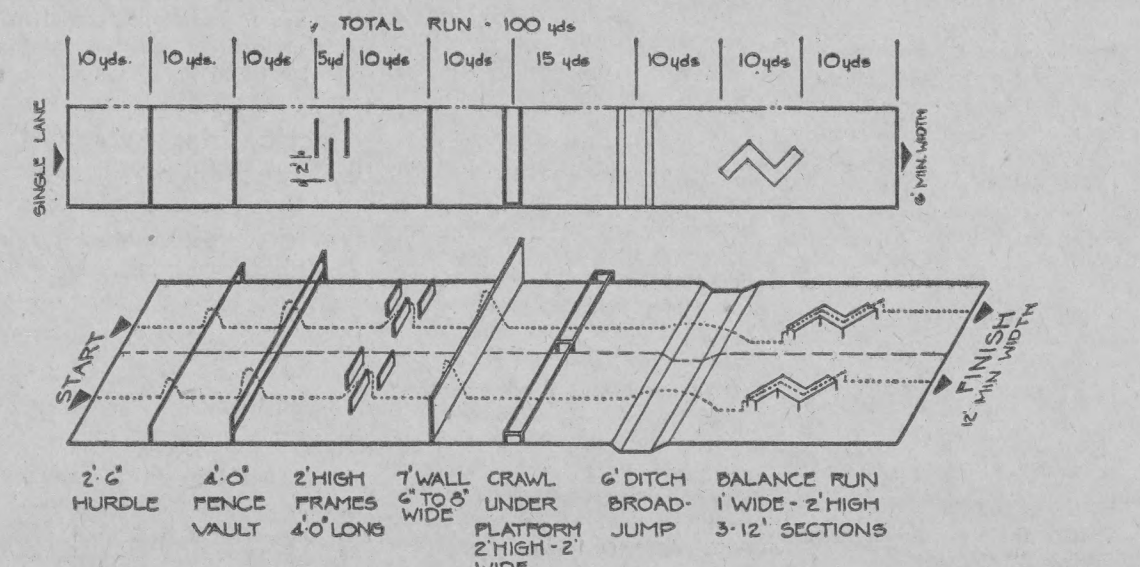 TOTAL RUN - 100 yds
10 yds. 10 yds. 10 yds 5yd 10 yds 10 yds 15 yds 10 yds 10 yds 10 yds
SINGLE LANE
2'
6' MIN. WIDTH
START
FINISH
12' MIN WIDTH
2'-6" HURDLE
4'-0" FENCE VAULT
2' HIGH FRAMES 4'-0" LONG
7' WALL 6" TO 8" WIDE
CRAWL UNDER PLATFORM 2' HIGH - 2' WIDE
6' DITCH BROAD-JUMP
BALANCE RUN
1' WIDE - 2' HIGH
3-12' SECTIONS